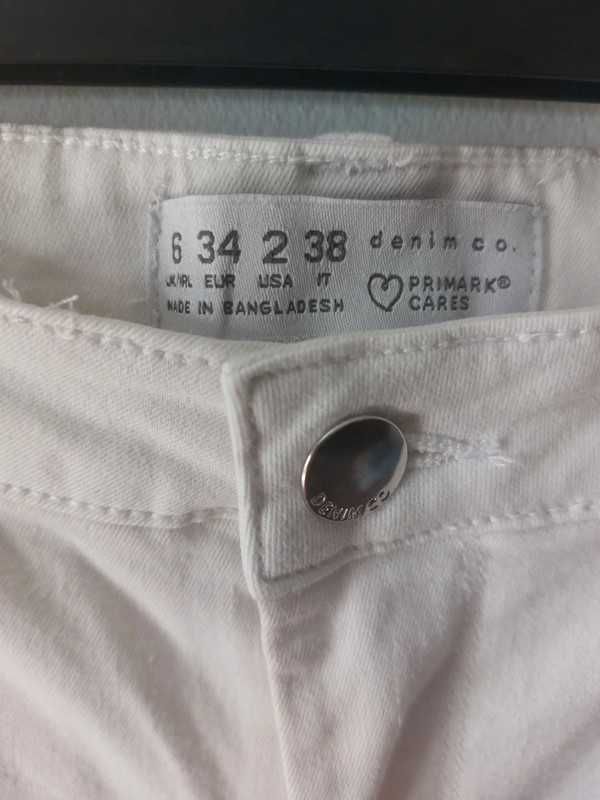 6 34 2 38 denim co.
UK/IRL EUR USA IT
MADE IN BANGLADESH
PRIMARK®
CARES
DENIM CO